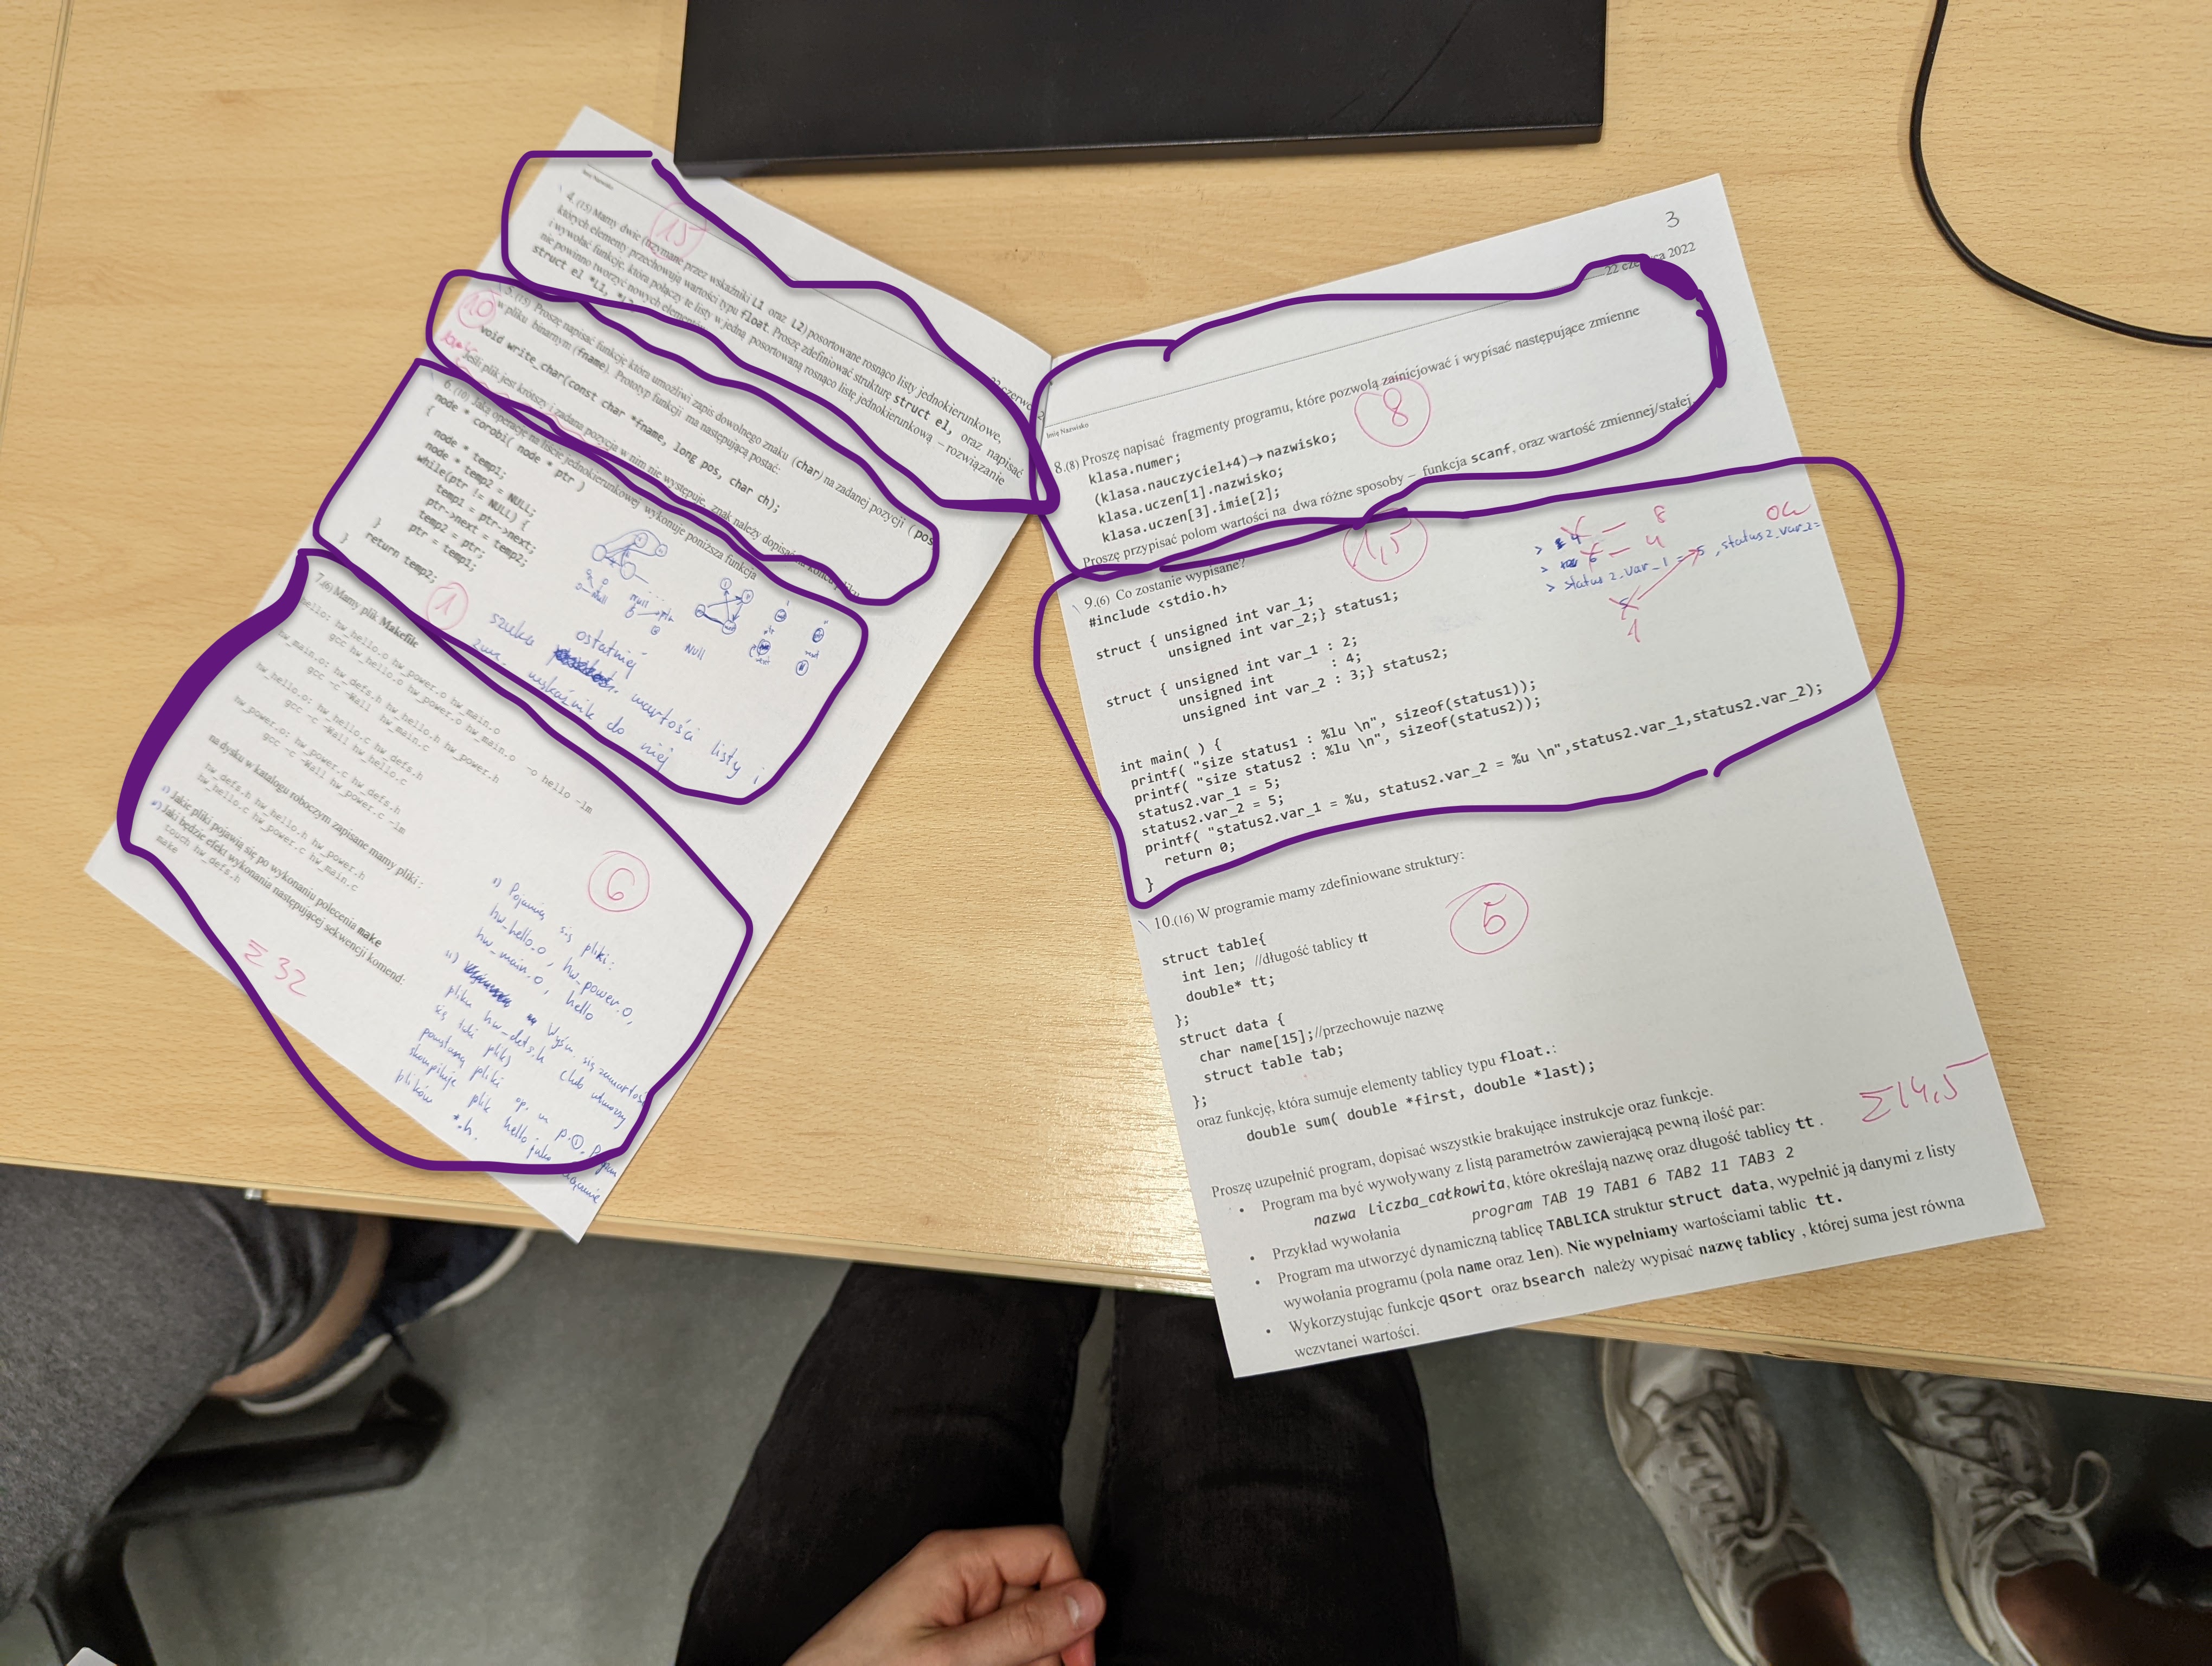 Imię Nazwisko
22 czerwca 2
15
4. (15) Mamy dwie (trzymane przez wskaźniki L1 oraz L2) posortowane rosnąco listy jednokierunkowe,
których elementy przechowują wartości typu float. Proszę zdefiniować strukturę struct el, oraz napisać
i wywołać funkcję, która połączy te listy w jedną posortowaną rosnąco listę jednokierunkową – rozwiązanie
nie powinno tworzyć nowych elementów
struct el *L1, *L2
10
5. (15) Proszę napisać funkcję która umożliwi zapis dowolnego znaku (char) na zadanej pozycji (pos
w pliku binarnym (fname). Prototyp funkcji ma następującą postać:
void write_char(const char *fname, long pos, char ch);
Jeśli plik jest krótszy i zadana pozycja w nim nie występuje, znak należy dopisać na końcu pliku
6. (10) Jaką operację na liście jednokierunkowej wykonuje poniższa funkcja
node * corobi( node * ptr )
{
node * temp1;
node * temp2 = NULL;
while(ptr != NULL) {
temp1 = ptr->next;
ptr->next = temp2;
temp2 = ptr;
ptr = temp1;
}
return temp2;
}
null
null
NULL
1
szuka ostatniej wartości listy i
zwr. wskaźnik do niej
7.(6) Mamy plik Makefile
hello: hw_hello.o hw_power.o hw_main.o
gcc hw_hello.o hw_power.o hw_main.o -o hello -lm
hw_main.o: hw_defs.h hw_hello.h hw_power.h
gcc -c -Wall hw_main.c
hw_hello.o: hw_hello.c hw_defs.h
gcc -c -Wall hw_hello.c
hw_power.o: hw_power.c hw_defs.h
gcc -c -Wall hw_power.c -lm
na dysku w katalogu roboczym zapisane mamy pliki:
hw_defs.h hw_hello.h hw_power.h
hw_hello.c hw_power.c hw_main.c
i) Jakie pliki pojawią się po wykonaniu polecenia make
ii) Jaki będzie efekt wykonania następującej sekwencji komend:
touch hw_defs.h
make
6
i) Pojawią się pliki:
hw_hello.o, hw_power.o,
hw_main.o, hello
ii) się zawartość
pliku hw_defs.h club utworzy
się taki plik)
powstaną pliki op. w p. ①,
skompiluje plik hello jako
plików *.h.
Σ 32
3
22 czerwca 2022
Imię Nazwisko
8.(8) Proszę napisać fragmenty programu, które pozwolą zainicjować i wypisać następujące zmienne
klasa.numer;
(klasa.nauczyciel+4)→nazwisko;
klasa.uczen[1].nazwisko;
klasa.uczen[3].imie[2];
Proszę przypisać polom wartości na dwa różne sposoby – funkcja scanf, oraz wartość zmiennej/stałej
8
9.(6) Co zostanie wypisane?
1,5
#include <stdio.h>
struct { unsigned int var_1;
unsigned int var_2;} status1;
struct { unsigned int var_1 : 2;
unsigned int : 4;
unsigned int var_2 : 3;} status2;
int main( ) {
printf( "size status1 : %lu \n", sizeof(status1));
printf( "size status2 : %lu \n", sizeof(status2));
status2.var_1 = 5;
status2.var_2 = 5;
printf( "status2.var_1 = %u, status2.var_2 = %u \n",status2.var_1,status2.var_2);
return 0;
}
> 4 – 8
> 6 – 4
> status2.var_1 = 5, status2.var_2=
1
10.(16) W programie mamy zdefiniowane struktury:
5
struct table{
int len; //długość tablicy tt
double* tt;
};
struct data {
char name[15];//przechowuje nazwę
struct table tab;
};
oraz funkcję, która sumuje elementy tablicy typu float.:
double sum( double *first, double *last);
Σ14,5
Proszę uzupełnić program, dopisać wszystkie brakujące instrukcje oraz funkcje.
• Program ma być wywoływany z listą parametrów zawierającą pewną ilość par:
nazwa Liczba_całkowita, które określają nazwę oraz długość tablicy tt .
• Przykład wywołania program TAB 19 TAB1 6 TAB2 11 TAB3 2
• Program ma utworzyć dynamiczną tablicę TABLICA struktur struct data, wypełnić ją danymi z listy
wywołania programu (pola name oraz len). Nie wypełniamy wartościami tablic tt.
• Wykorzystując funkcje qsort oraz bsearch należy wypisać nazwę tablicy , której suma jest równa
wczytanej wartości.